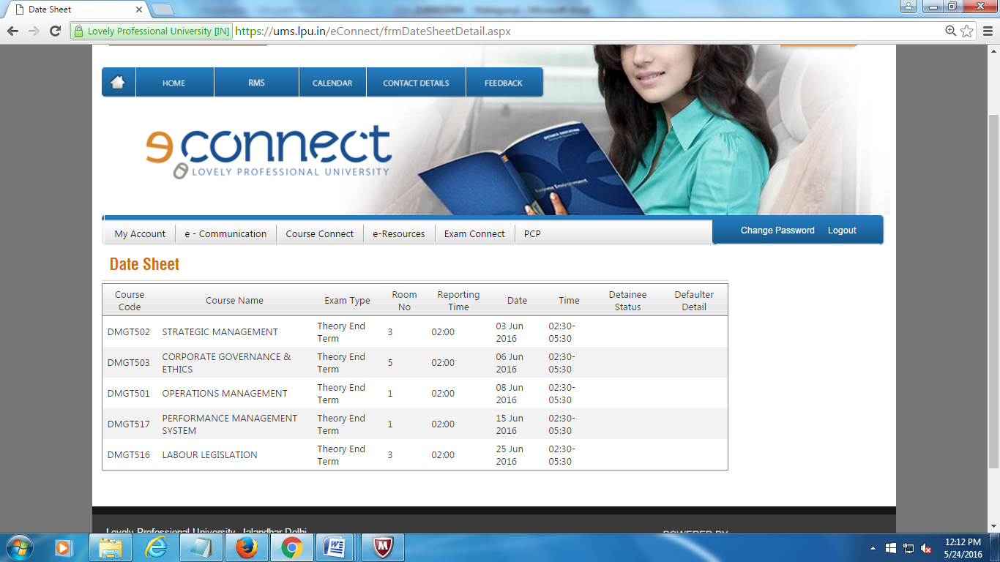 Date Sheet
Lovely Professional University [IN] https://ums.lpu.in/eConnect/frmDateSheetDetail.aspx
HOME RMS CALENDAR CONTACT DETAILS FEEDBACK
DISTANCE EDUCATION
Business Environment
econnect
LOVELY PROFESSIONAL UNIVERSITY
My Account e - Communication Course Connect e-Resources Exam Connect PCP Change Password Logout
Date Sheet
Course Code Course Name Exam Type Room No Reporting Time Date Time Detainee Status Defaulter Detail
DMGT502 STRATEGIC MANAGEMENT Theory End Term 3 02:00 03 Jun 2016 02:30-05:30
DMGT503 CORPORATE GOVERNANCE & ETHICS Theory End Term 5 02:00 06 Jun 2016 02:30-05:30
DMGT501 OPERATIONS MANAGEMENT Theory End Term 1 02:00 08 Jun 2016 02:30-05:30
DMGT517 PERFORMANCE MANAGEMENT SYSTEM Theory End Term 1 02:00 15 Jun 2016 02:30-05:30
DMGT516 LABOUR LEGISLATION Theory End Term 3 02:00 25 Jun 2016 02:30-05:30
Lovely Professional University, Jalandhar Delhi
POWERED BY
12:12 PM
5/24/2016